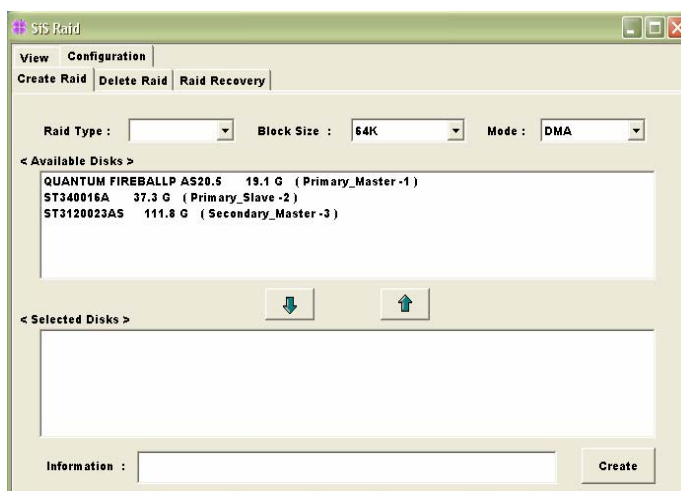 SiS Raid
View Configuration
Create Raid Delete Raid Raid Recovery
Raid Type : Block Size : 64K Mode : DMA
< Available Disks >
QUANTUM FIREBALLP AS20.5 19.1 G ( Primary_Master -1 )
ST340016A 37.3 G ( Primary_Slave -2 )
ST3120023AS 111.8 G ( Secondary_Master -3 )
< Selected Disks >
Information : Create